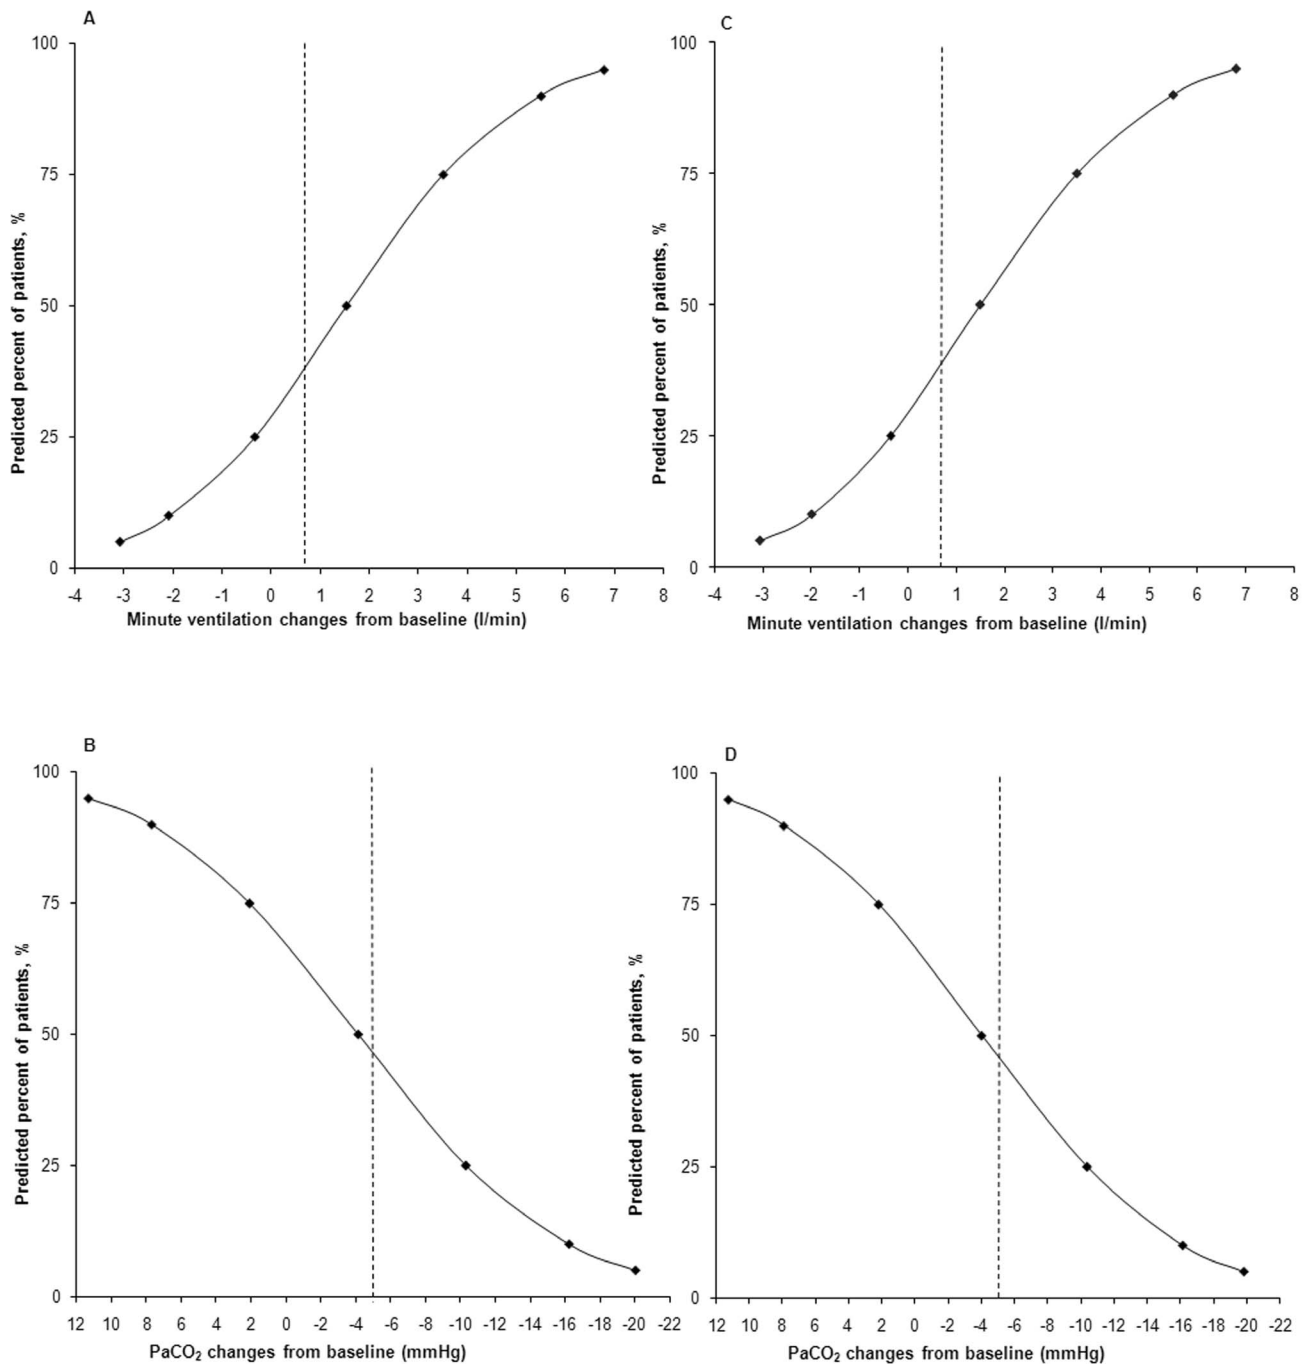 A
Predicted percent of patients, %
100
75
50
25
0
-4 -3 -2 -1 0 1 2 3 4 5 6 7 8
Minute ventilation changes from baseline (l/min)
C
Predicted percent of patients, %
100
75
50
25
0
-4 -3 -2 -1 0 1 2 3 4 5 6 7 8
Minute ventilation changes from baseline (l/min)
B
Predicted percent of patients, %
100
75
50
25
0
12 10 8 6 4 2 0 -2 -4 -6 -8 -10 -12 -14 -16 -18 -20 -22
PaCO₂ changes from baseline (mmHg)
D
Predicted percent of patients, %
100
75
50
25
0
12 10 8 6 4 2 0 -2 -4 -6 -8 -10 -12 -14 -16 -18 -20 -22
PaCO₂ changes from baseline (mmHg)